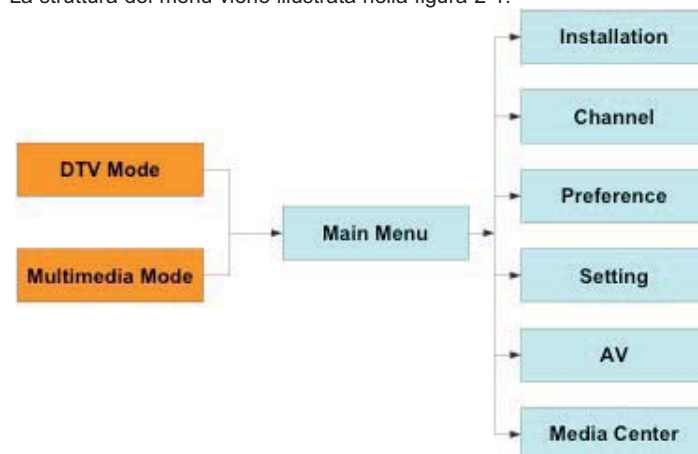 La struttura del menu viene illustrata nella figura 2-1.
Installation
Channel
DTV Mode
Preference
Main Menu
Multimedia Mode
Setting
AV
Media Center